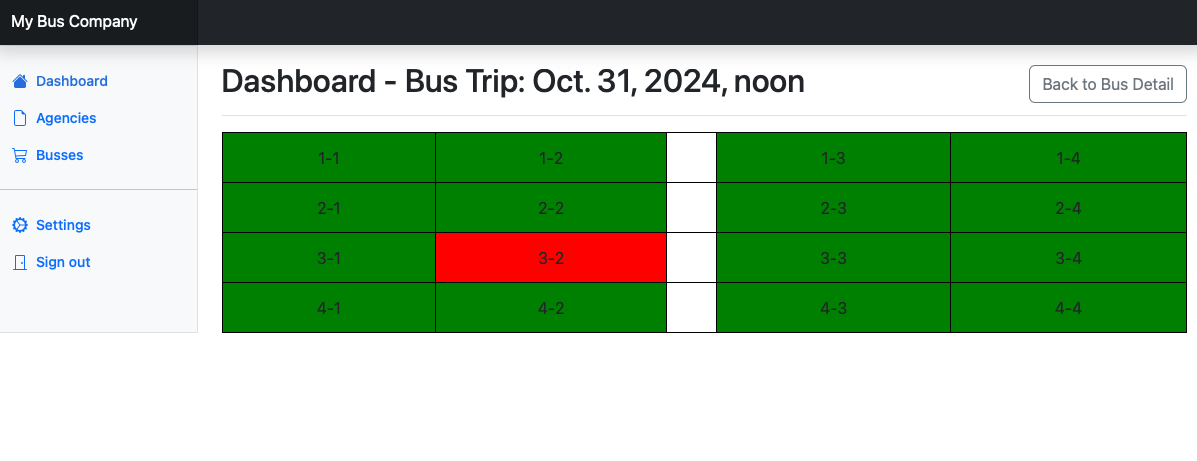 My Bus Company
Dashboard
Agencies
Busses
Settings
Sign out
Dashboard - Bus Trip: Oct. 31, 2024, noon
Back to Bus Detail
1-1 1-2 1-3 1-4
2-1 2-2 2-3 2-4
3-1 3-2 3-3 3-4
4-1 4-2 4-3 4-4